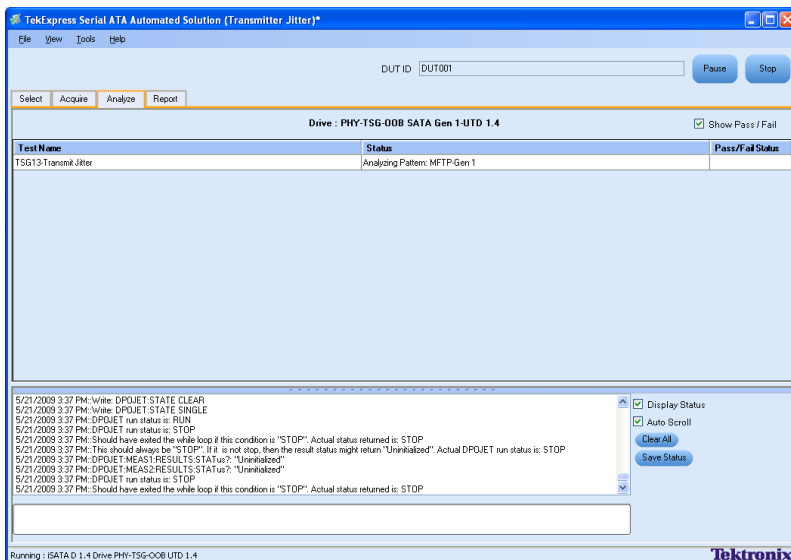 TekExpress Serial ATA Automated Solution (Transmitter Jitter)*
File View Tools Help
DUT ID DUT001 Pause Stop
Select Acquire Analyze Report
Drive : PHY-TSG-OOB SATA Gen 1-UTD 1.4 Show Pass / Fail
Test Name Status Pass/Fail Status
TSG13-Transmit Jitter Analyzing Pattern: MFTP-Gen 1
5/21/2009 3:37 PM::Write: DPOJET:STATE CLEAR
5/21/2009 3:37 PM::Write: DPOJET:STATE SINGLE
5/21/2009 3:37 PM::DPOJET run status is: RUN
5/21/2009 3:37 PM::DPOJET run status is: STOP
5/21/2009 3:37 PM::Should have exited the while loop if this condition is "STOP". Actual status returned is: STOP
5/21/2009 3:37 PM::This should always be "STOP". If it is not stop, then the result status might return "Uninitialized". Actual DPOJET run status is: STOP
5/21/2009 3:37 PM::DPOJET:MEAS1:RESULTS:STATus?: "Uninitialized"
5/21/2009 3:37 PM::DPOJET:MEAS2:RESULTS:STATus?: "Uninitialized"
5/21/2009 3:37 PM::DPOJET run status is: STOP
5/21/2009 3:37 PM::Should have exited the while loop if this condition is "STOP". Actual status returned is: STOP
Display Status
Auto Scroll
Clear All
Save Status
Running : iSATA D 1.4 Drive PHY-TSG-OOB UTD 1.4
Tektronix